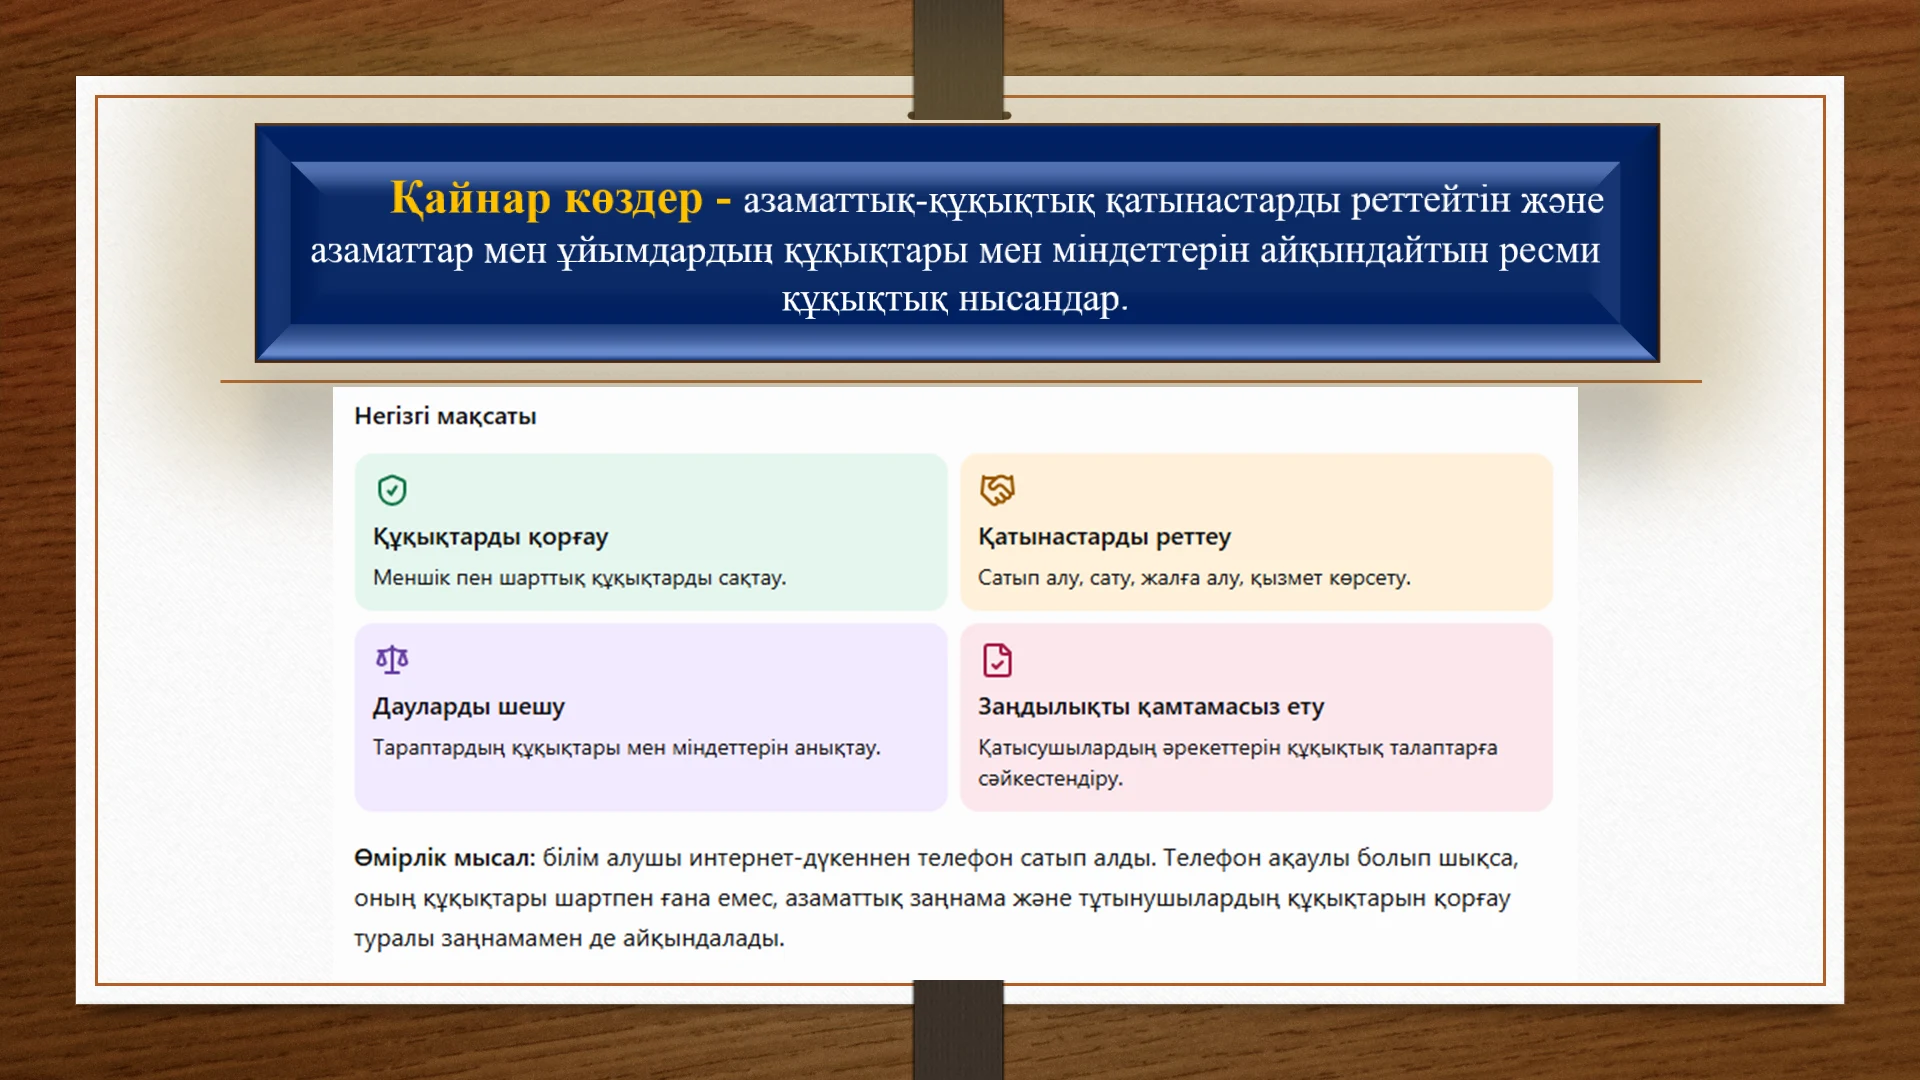 Қайнар көздер - азаматтық-құқықтық қатынастарды реттейтін және
азаматтар мен ұйымдардың құқықтары мен міндеттерін айқындайтын ресми
құқықтық нысандар.
Негізгі мақсаты
Құқықтарды қорғау
Меншік пен шарттық құқықтарды сақтау.
Қатынастарды реттеу
Сатып алу, сату, жалға алу, қызмет көрсету.
Дауларды шешу
Тараптардың құқықтары мен міндеттерін анықтау.
Заңдылықты қамтамасыз ету
Қатысушылардың әрекеттерін құқықтық талаптарға
сәйкестендіру.
Өмірлік мысал: білім алушы интернет-дүкеннен телефон сатып алды. Телефон ақаулы болып шықса,
оның құқықтары шартпен ғана емес, азаматтық заңнама және тұтынушылардың құқықтарын қорғау
туралы заңнамамен де айқындалады.